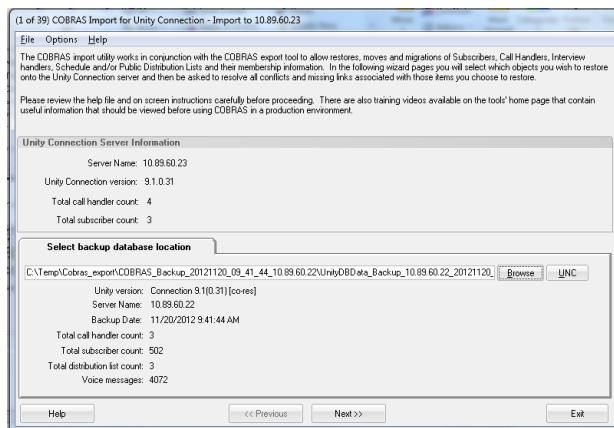 (1 of 39) COBRAS Import for Unity Connection - Import to 10.89.60.23
File Options Help
The COBRAS import utility works in conjunction with the COBRAS export tool to allow restores, moves and migrations of Subscribers, Call Handlers, Interview
handlers, Schedule and/or Public Distribution Lists and their membership information. In the following wizard pages you will select which objects you wish to restore
onto the Unity Connection server and then be asked to resolve all conflicts and missing links associated with those items you choose to restore.
Please review the help file and on screen instructions carefully before proceeding. There are also training videos available on the tools' home page that contain
useful information that should be viewed before using COBRAS in a production environment.
Unity Connection Server Information
Server Name: 10.89.60.23
Unity Connection version: 9.1.0.31
Total call handler count: 4
Total subscriber count: 3
Select backup database location
C:\Temp\Cobras_export\COBRAS_Backup_20121120_09_41_44_10.89.60.22\UnityDBData_Backup_10.89.60.22_20121120_ Browse UNC
Unity version: Connection 9.1(0.31) [co-res]
Server Name: 10.89.60.22
Backup Date: 11/20/2012 9:41:44 AM
Total call handler count: 3
Total subscriber count: 502
Total distribution list count: 3
Voice messages: 4072
Help << Previous Next >> Exit